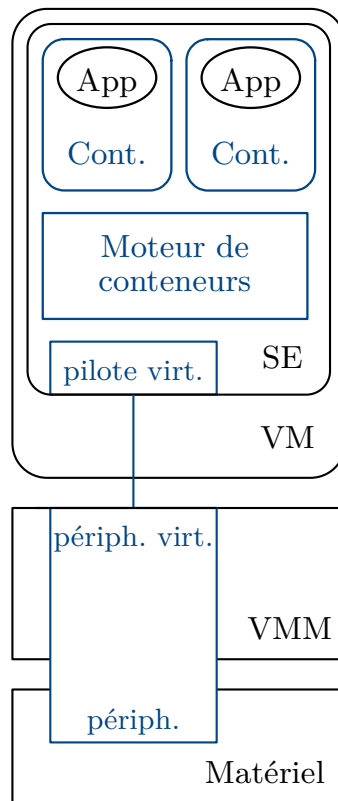 App
App
Cont.
Cont.
Moteur de
conteneurs
SE
pilote virt.
VM
périph. virt.
VMM
périph.
Matériel